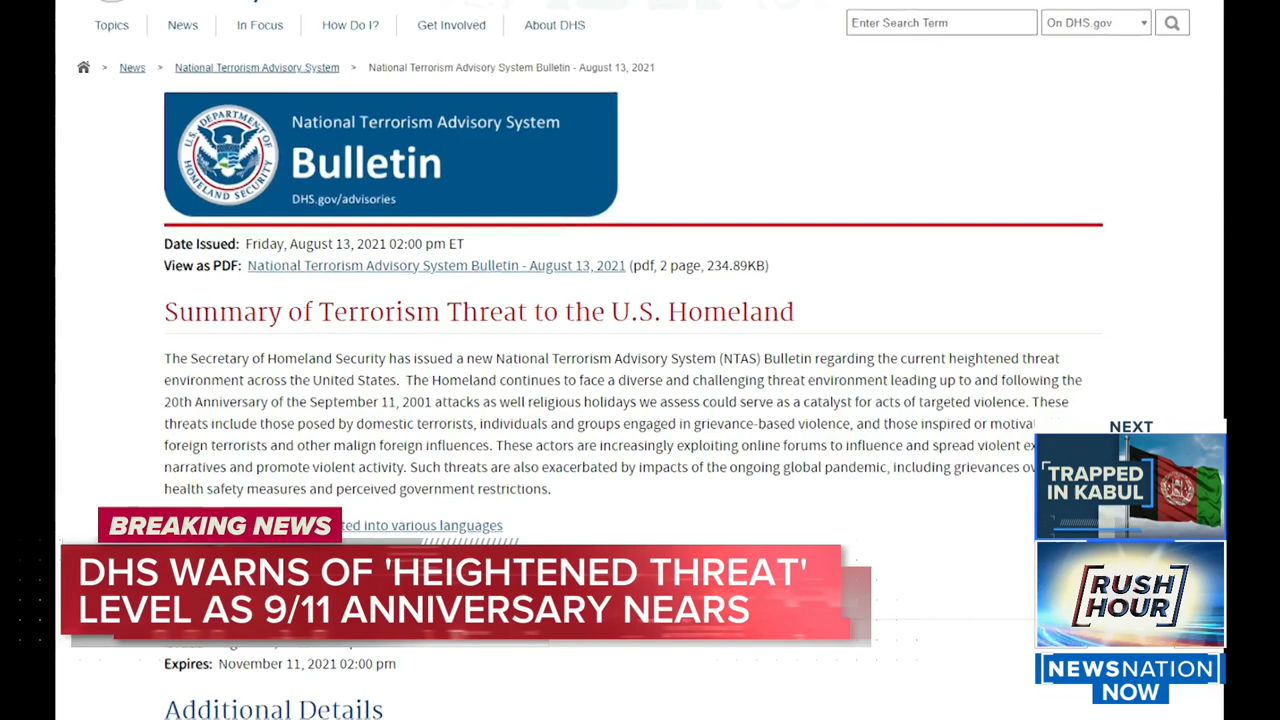 Topics News In Focus How Do I? Get Involved About DHS Enter Search Term On DHS.gov
> News > National Terrorism Advisory System > National Terrorism Advisory System Bulletin - August 13, 2021
U.S. DEPARTMENT OF HOMELAND SECURITY
National Terrorism Advisory System
Bulletin
DHS.gov/advisories
Date Issued: Friday, August 13, 2021 02:00 pm ET
View as PDF: National Terrorism Advisory System Bulletin - August 13, 2021 (pdf, 2 page, 234.89KB)
Summary of Terrorism Threat to the U.S. Homeland
The Secretary of Homeland Security has issued a new National Terrorism Advisory System (NTAS) Bulletin regarding the current heightened threat
environment across the United States. The Homeland continues to face a diverse and challenging threat environment leading up to and following the
20th Anniversary of the September 11, 2001 attacks as well religious holidays we assess could serve as a catalyst for acts of targeted violence. These
threats include those posed by domestic terrorists, individuals and groups engaged in grievance-based violence, and those inspired or
foreign terrorists and other malign foreign influences. These actors are increasingly exploiting online forums to influence and spread violent
narratives and promote violent activity. Such threats are also exacerbated by impacts of the ongoing global pandemic, including grievances
health safety measures and perceived government restrictions.
into various languages
BREAKING NEWS
DHS WARNS OF 'HEIGHTENED THREAT'
LEVEL AS 9/11 ANNIVERSARY NEARS
Expires: November 11, 2021 02:00 pm
Additional Details
NEXT
TRAPPED
IN KABUL
RUSH
HOUR
NEWSNATION
NOW